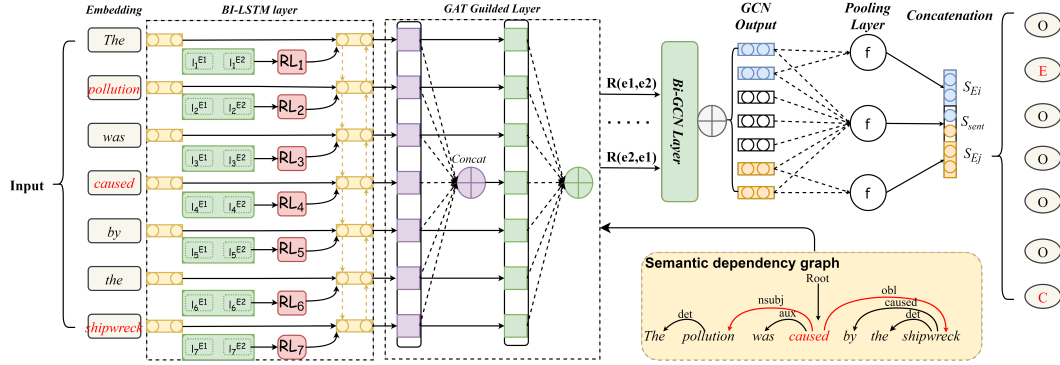 Embedding
BI-LSTM layer
GAT Guilded Layer
GCN
Output
Pooling
Layer
Concatenation
Input
The
pollution
was
caused
by
the
shipwreck
I1E1 I1E2 RL1
I2E1 I2E2 RL2
I3E1 I3E2 RL3
I4E1 I4E2 RL4
I5E1 I5E2 RL5
I6E1 I6E2 RL6
I7E1 I7E2 RL7
Concat
R(e1,e2)
......
R(e2,e1)
Bi-GCN Layer
f
f
f
SEi
Ssent
SEj
O
E
O
O
O
O
C
Semantic dependency graph
Root
nsubj
obl
caused
det
aux
det
The pollution was caused by the shipwreck